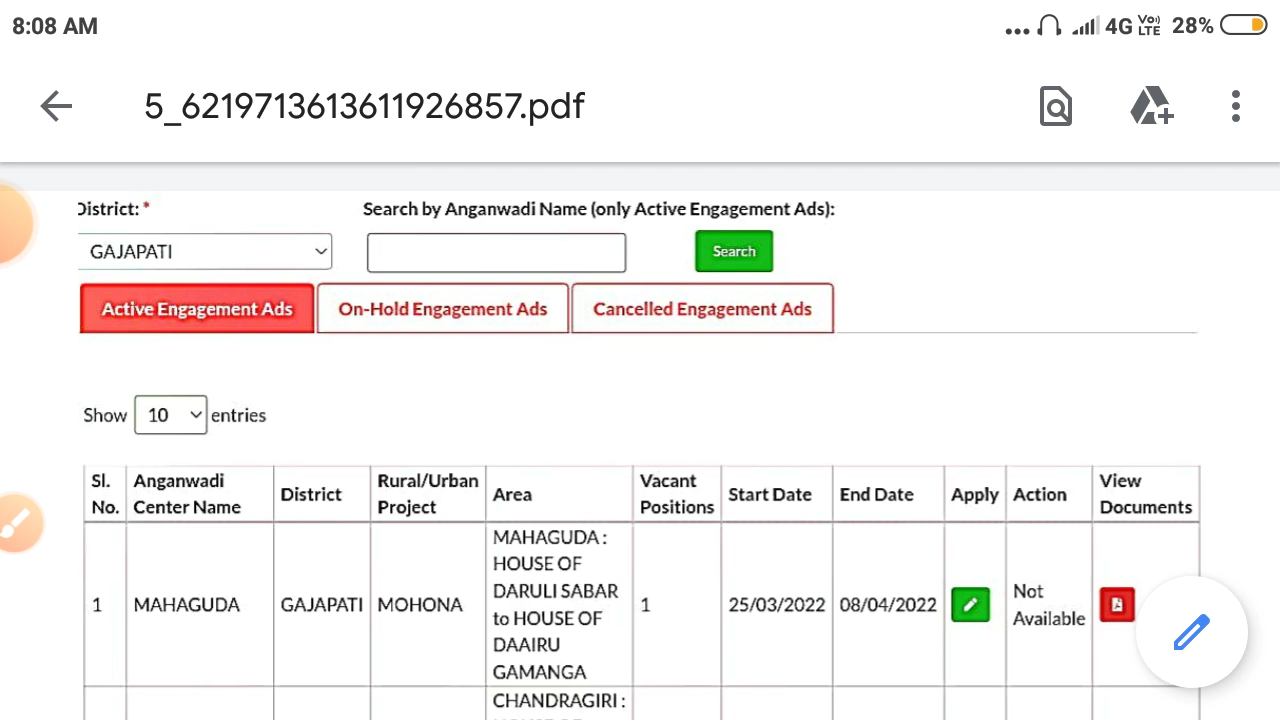 8:08 AM
4G Vo) LTE 28%
5_6219713613611926857.pdf
District: *
Search by Anganwadi Name (only Active Engagement Ads):
GAJAPATI
Search
Active Engagement Ads
On-Hold Engagement Ads
Cancelled Engagement Ads
Show 10 entries
Sl. No.
Anganwadi Center Name
District
Rural/Urban Project
Area
Vacant Positions
Start Date
End Date
Apply
Action
View Documents
1
MAHAGUDA
GAJAPATI
MOHONA
MAHAGUDA :
HOUSE OF
DARULI SABAR
to HOUSE OF
DAAIRU
GAMANGA
1
25/03/2022
08/04/2022
Not
Available
CHANDRAGIRI :